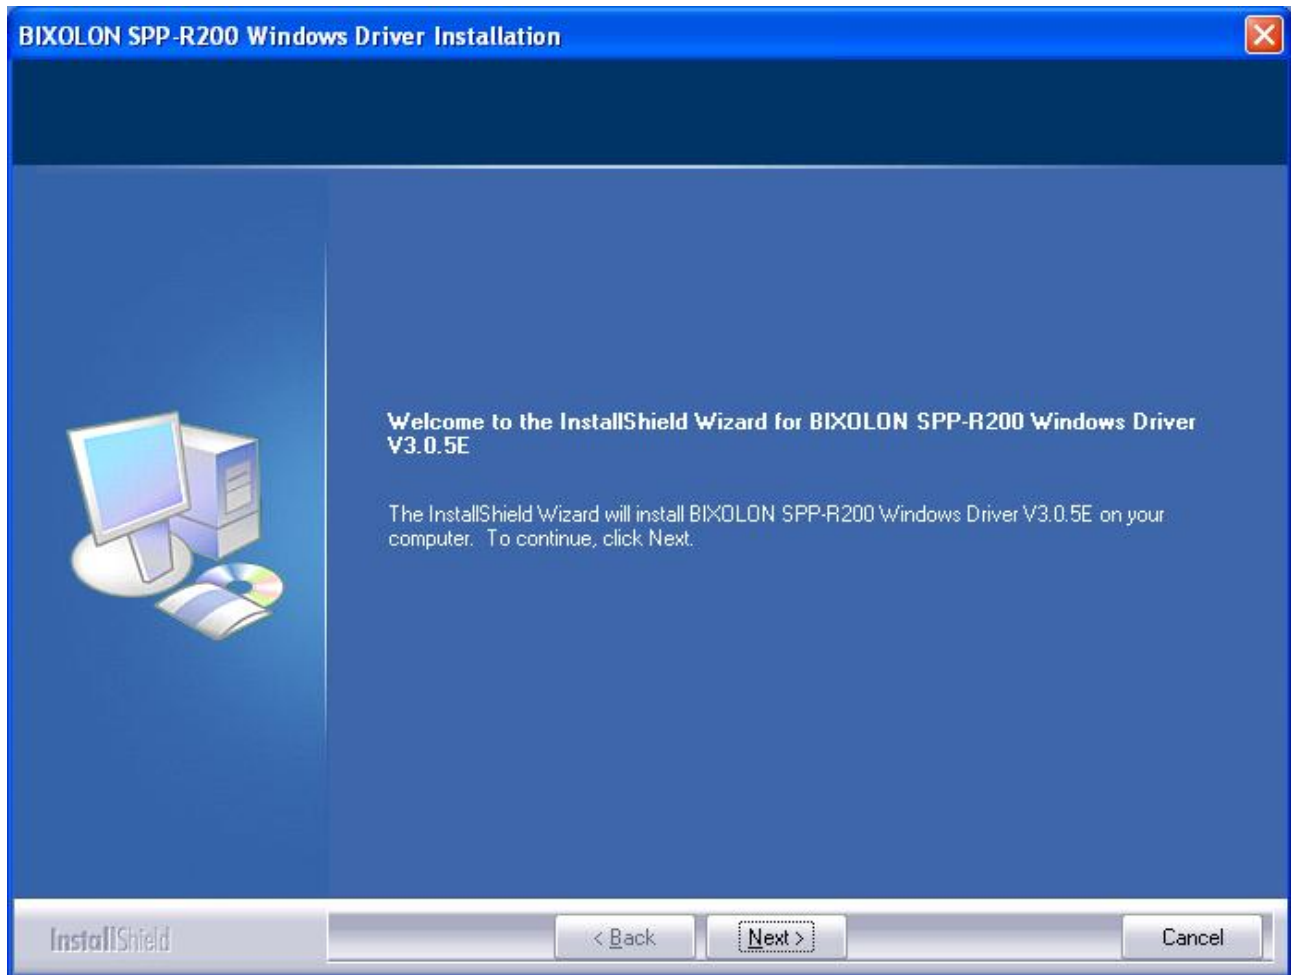 BIXOLON SPP-R200 Windows Driver Installation
Welcome to the InstallShield Wizard for BIXOLON SPP-R200 Windows Driver
V3.0.5E
The InstallShield Wizard will install BIXOLON SPP-R200 Windows Driver V3.0.5E on your
computer.  To continue, click Next.
InstallShield
< Back
Next >
Cancel